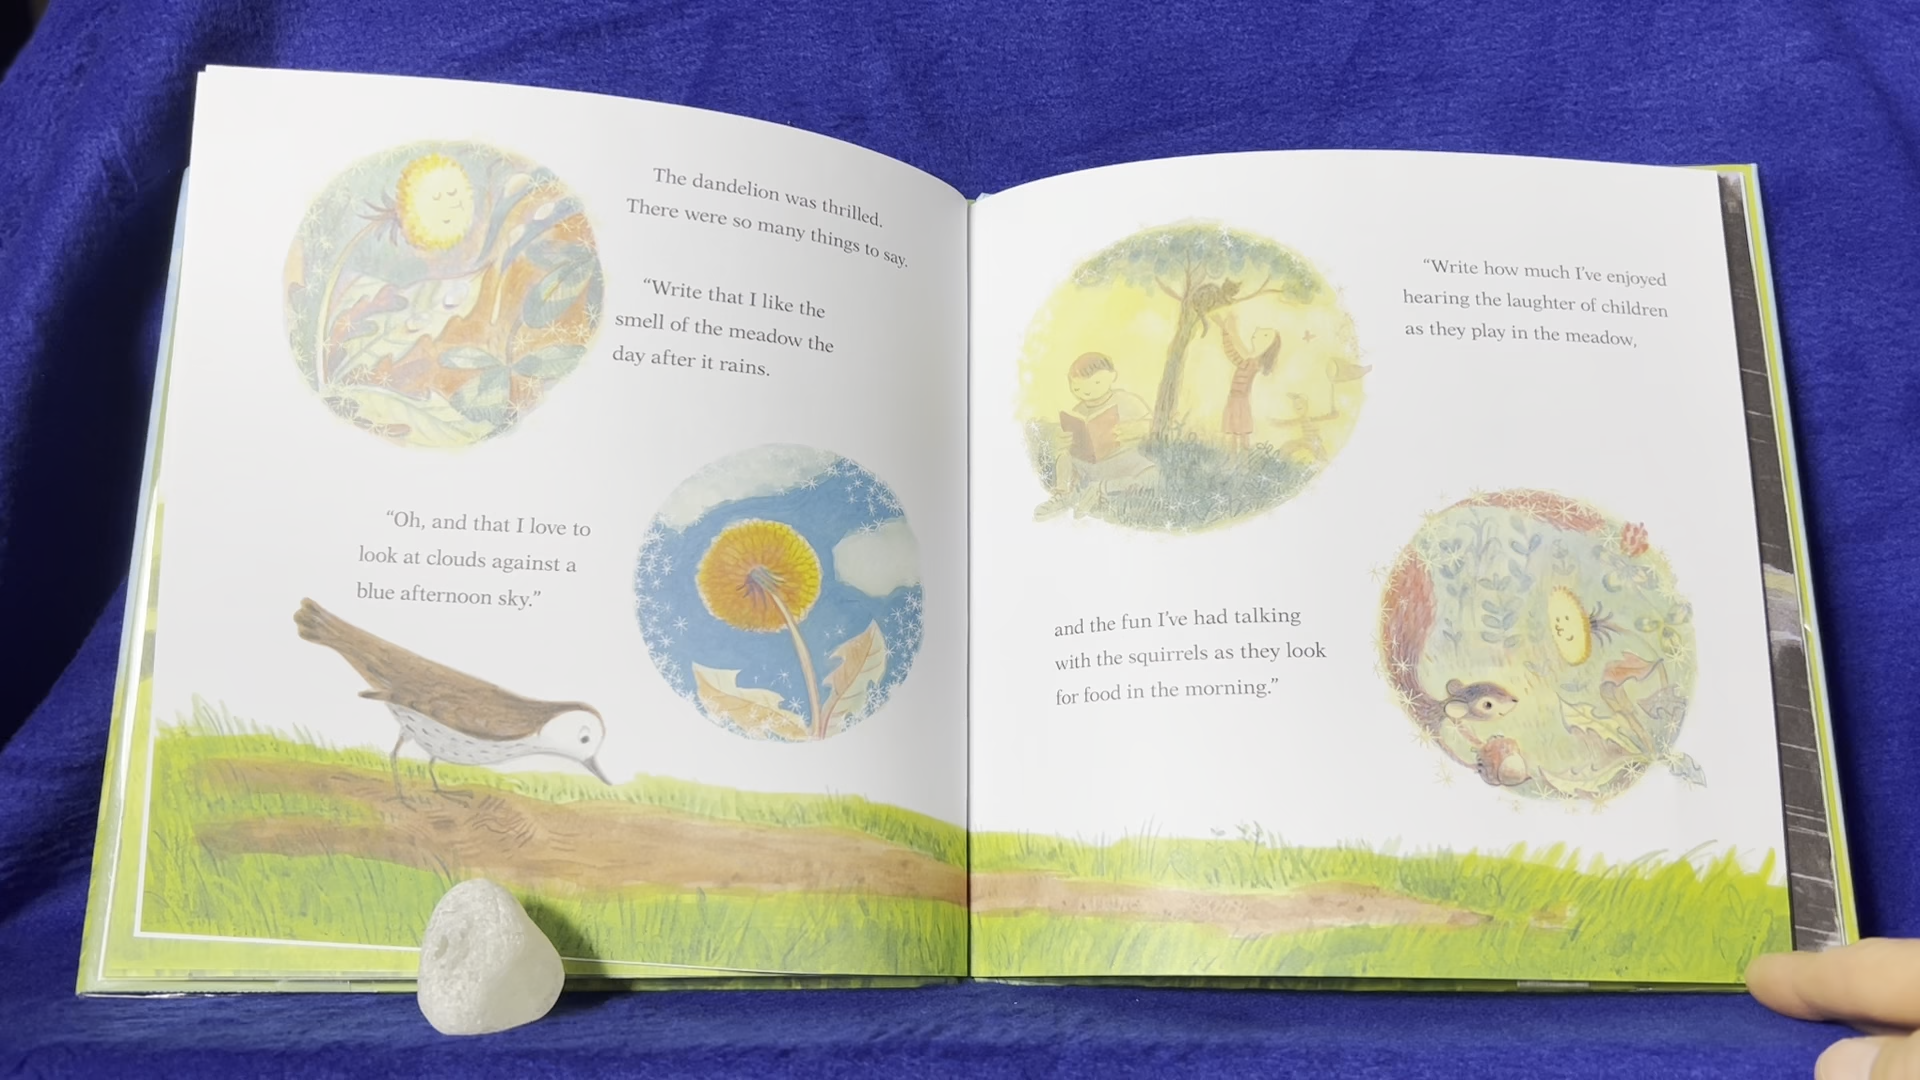 The dandelion was thrilled.
There were so many things to say.
“Write that I like the
smell of the meadow the
day after it rains.
“Oh, and that I love to
look at clouds against a
blue afternoon sky.”
“Write how much I’ve enjoyed
hearing the laughter of children
as they play in the meadow,
and the fun I’ve had talking
with the squirrels as they look
for food in the morning.”